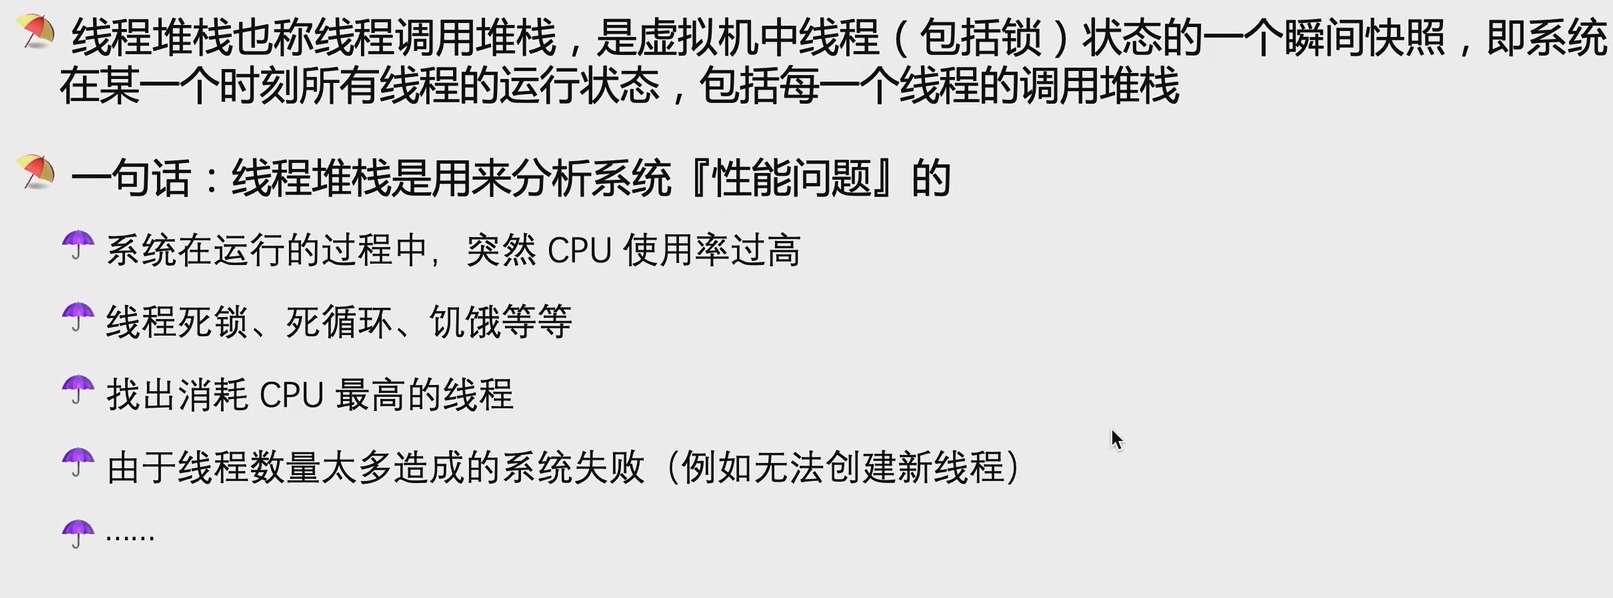 线程堆栈也称线程调用堆栈，是虚拟机中线程（包括锁）状态的一个瞬间快照，即系统
在某一个时刻所有线程的运行状态，包括每一个线程的调用堆栈
一句话：线程堆栈是用来分析系统『性能问题』的
系统在运行的过程中，突然 CPU 使用率过高
线程死锁、死循环、饥饿等等
找出消耗 CPU 最高的线程
由于线程数量太多造成的系统失败（例如无法创建新线程）
……